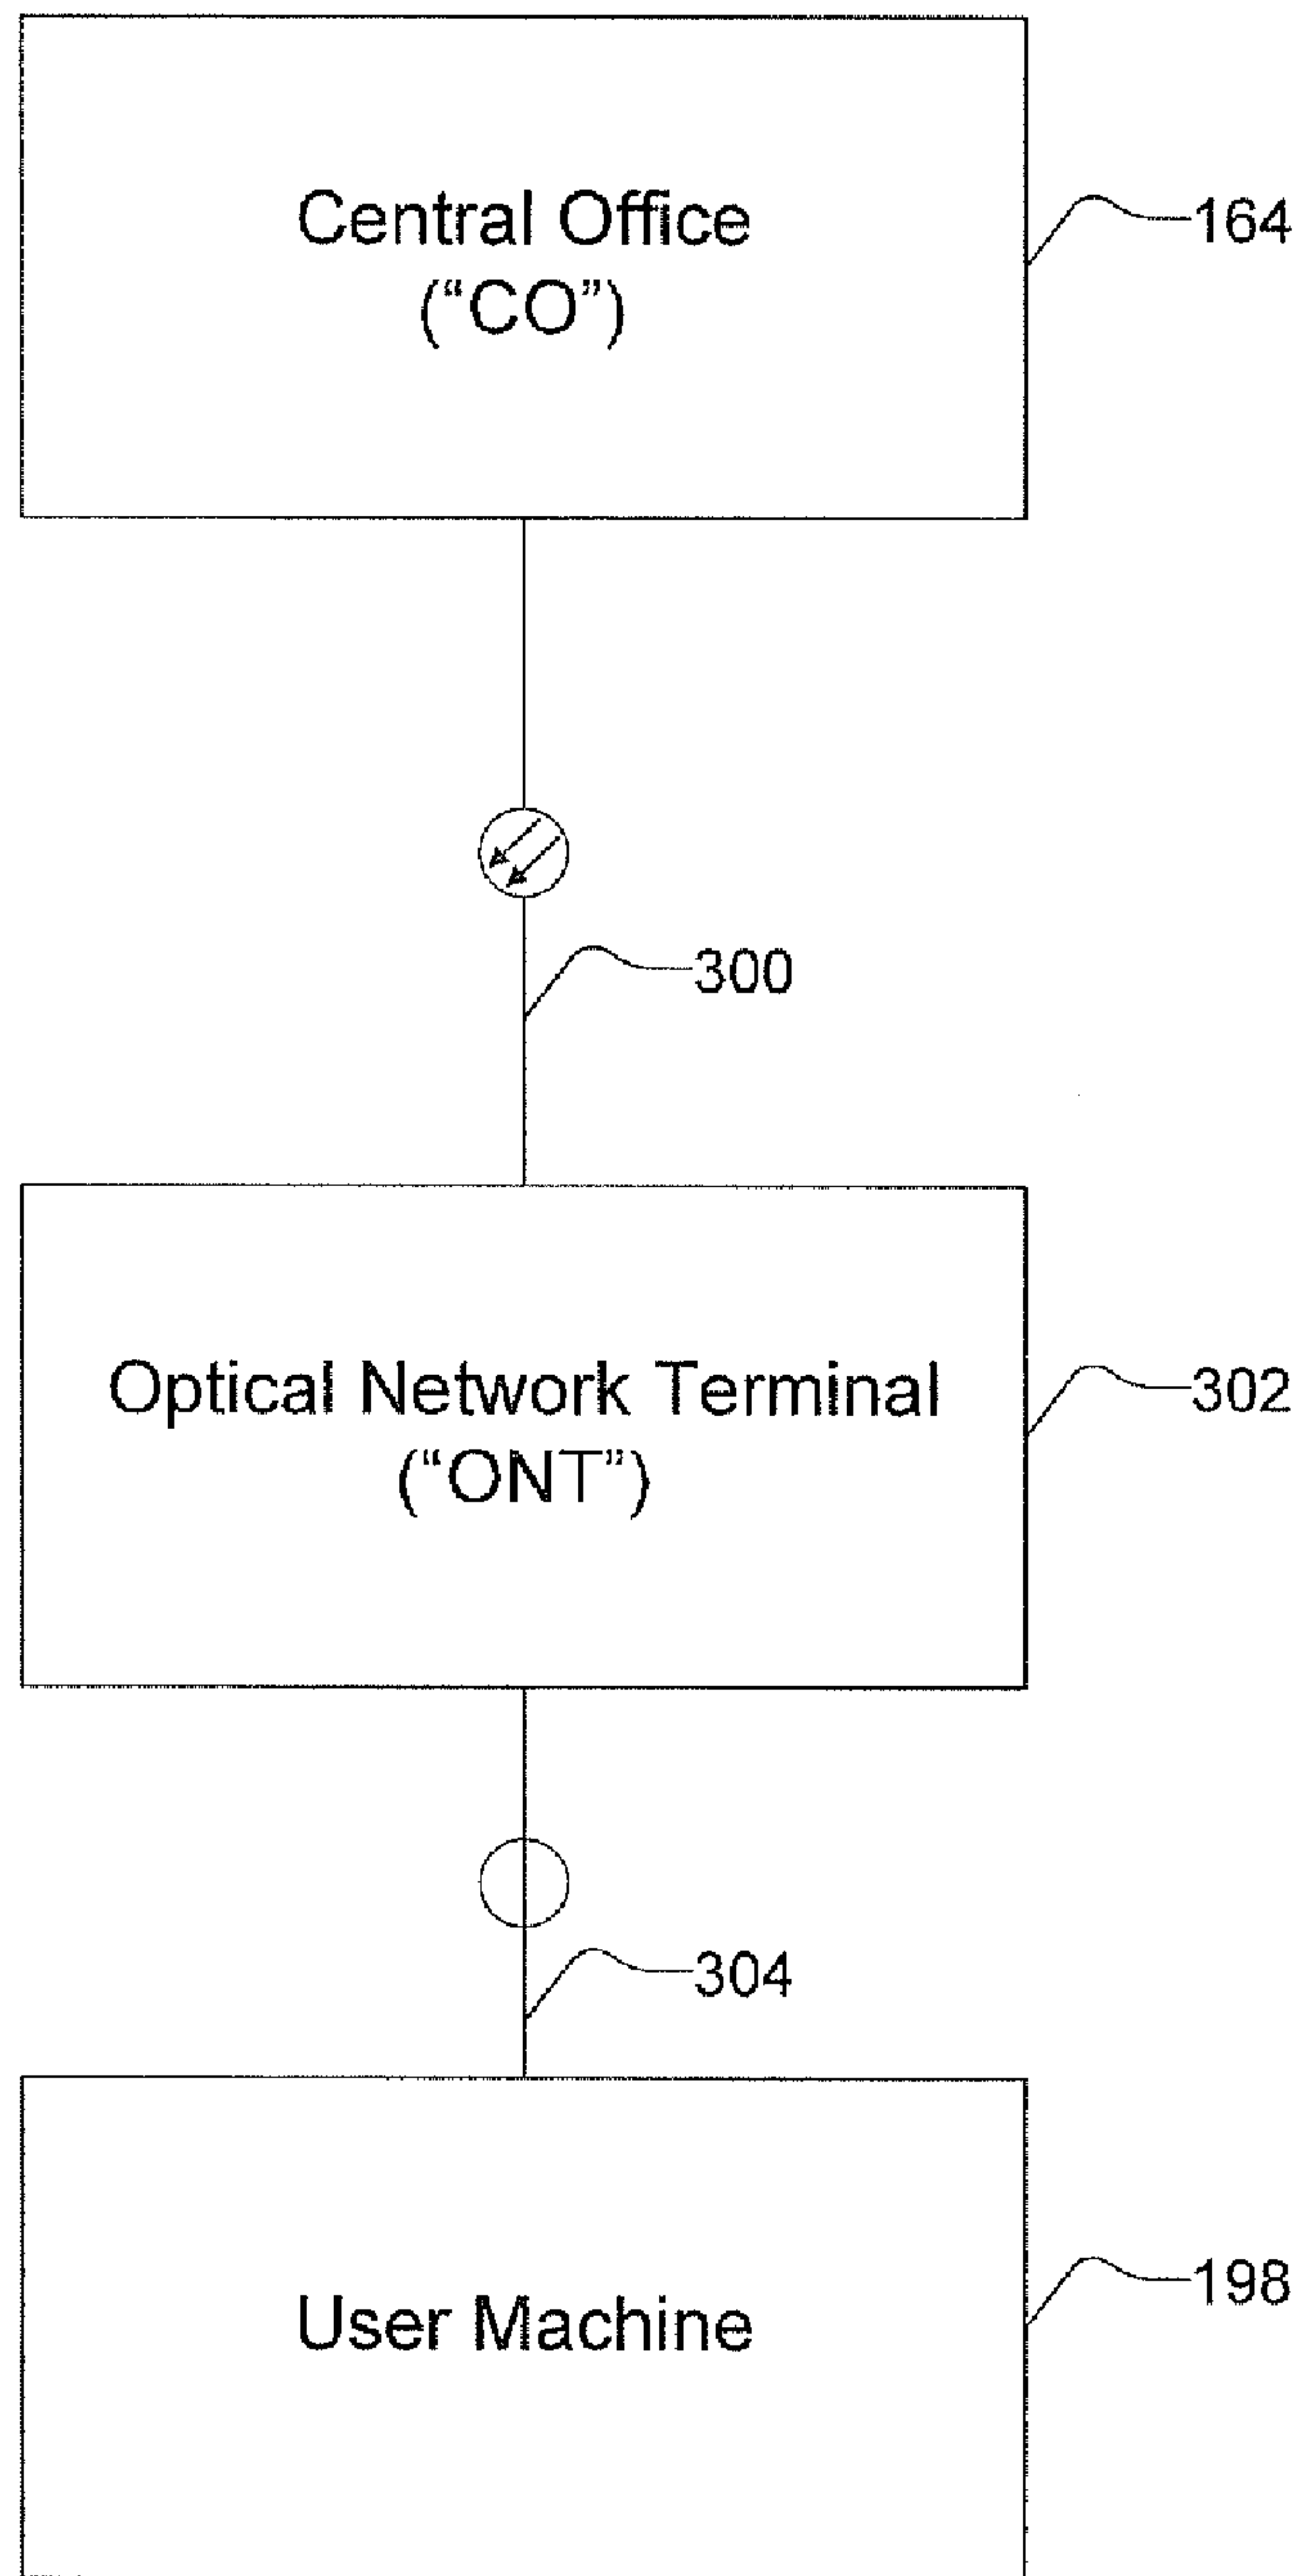 Central Office
(“CO”)
164
300
Optical Network Terminal
(“ONT”)
302
304
User Machine
198